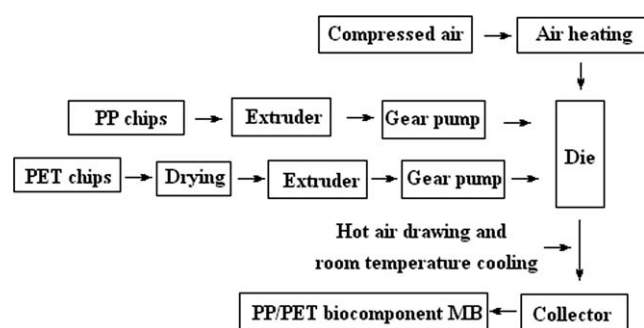 Compressed air
Air heating
PP chips
Extruder
Gear pump
Die
PET chips
Drying
Extruder
Gear pump
Hot air drawing and
room temperature cooling
PP/PET biocomponent MB
Collector